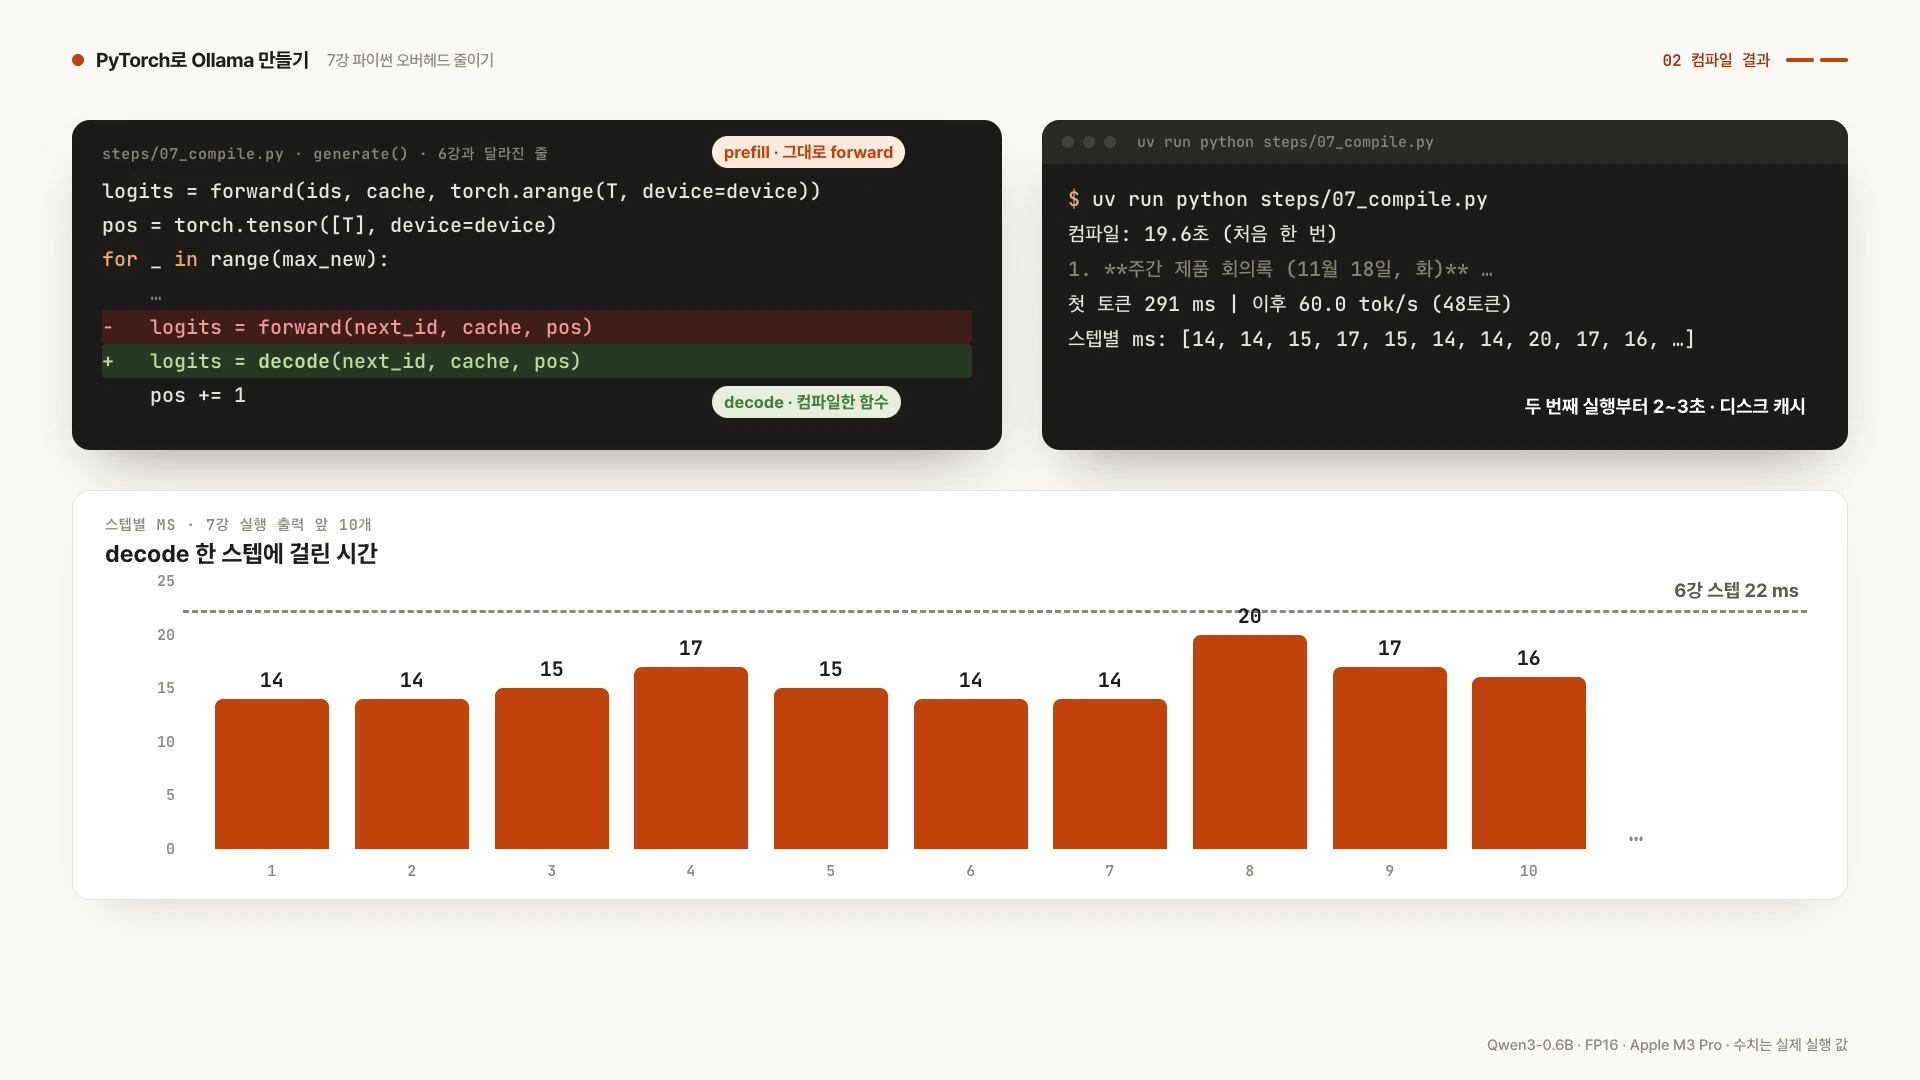 PyTorch로 Ollama 만들기 7강 파이썬 오버헤드 줄이기
02 컴파일 결과
steps/07_compile.py · generate() · 6강과 달라진 줄
prefill · 그대로 forward
logits = forward(ids, cache, torch.arange(T, device=device))
pos = torch.tensor([T], device=device)
for _ in range(max_new):
…
- logits = forward(next_id, cache, pos)
+ logits = decode(next_id, cache, pos)
pos += 1
decode · 컴파일한 함수
uv run python steps/07_compile.py
$ uv run python steps/07_compile.py
컴파일: 19.6초 (처음 한 번)
1. **주간 제품 회의록 (11월 18일, 화)** …
첫 토큰 291 ms | 이후 60.0 tok/s (48토큰)
스텝별 ms: [14, 14, 15, 17, 15, 14, 14, 20, 17, 16, …]
두 번째 실행부터 2~3초 · 디스크 캐시
스텝별 MS · 7강 실행 출력 앞 10개
decode 한 스텝에 걸린 시간
25
20
15
10
5
0
6강 스텝 22 ms
14 14 15 17 15 14 14 20 17 16
…
1 2 3 4 5 6 7 8 9 10
Qwen3-0.6B · FP16 · Apple M3 Pro · 수치는 실제 실행 값